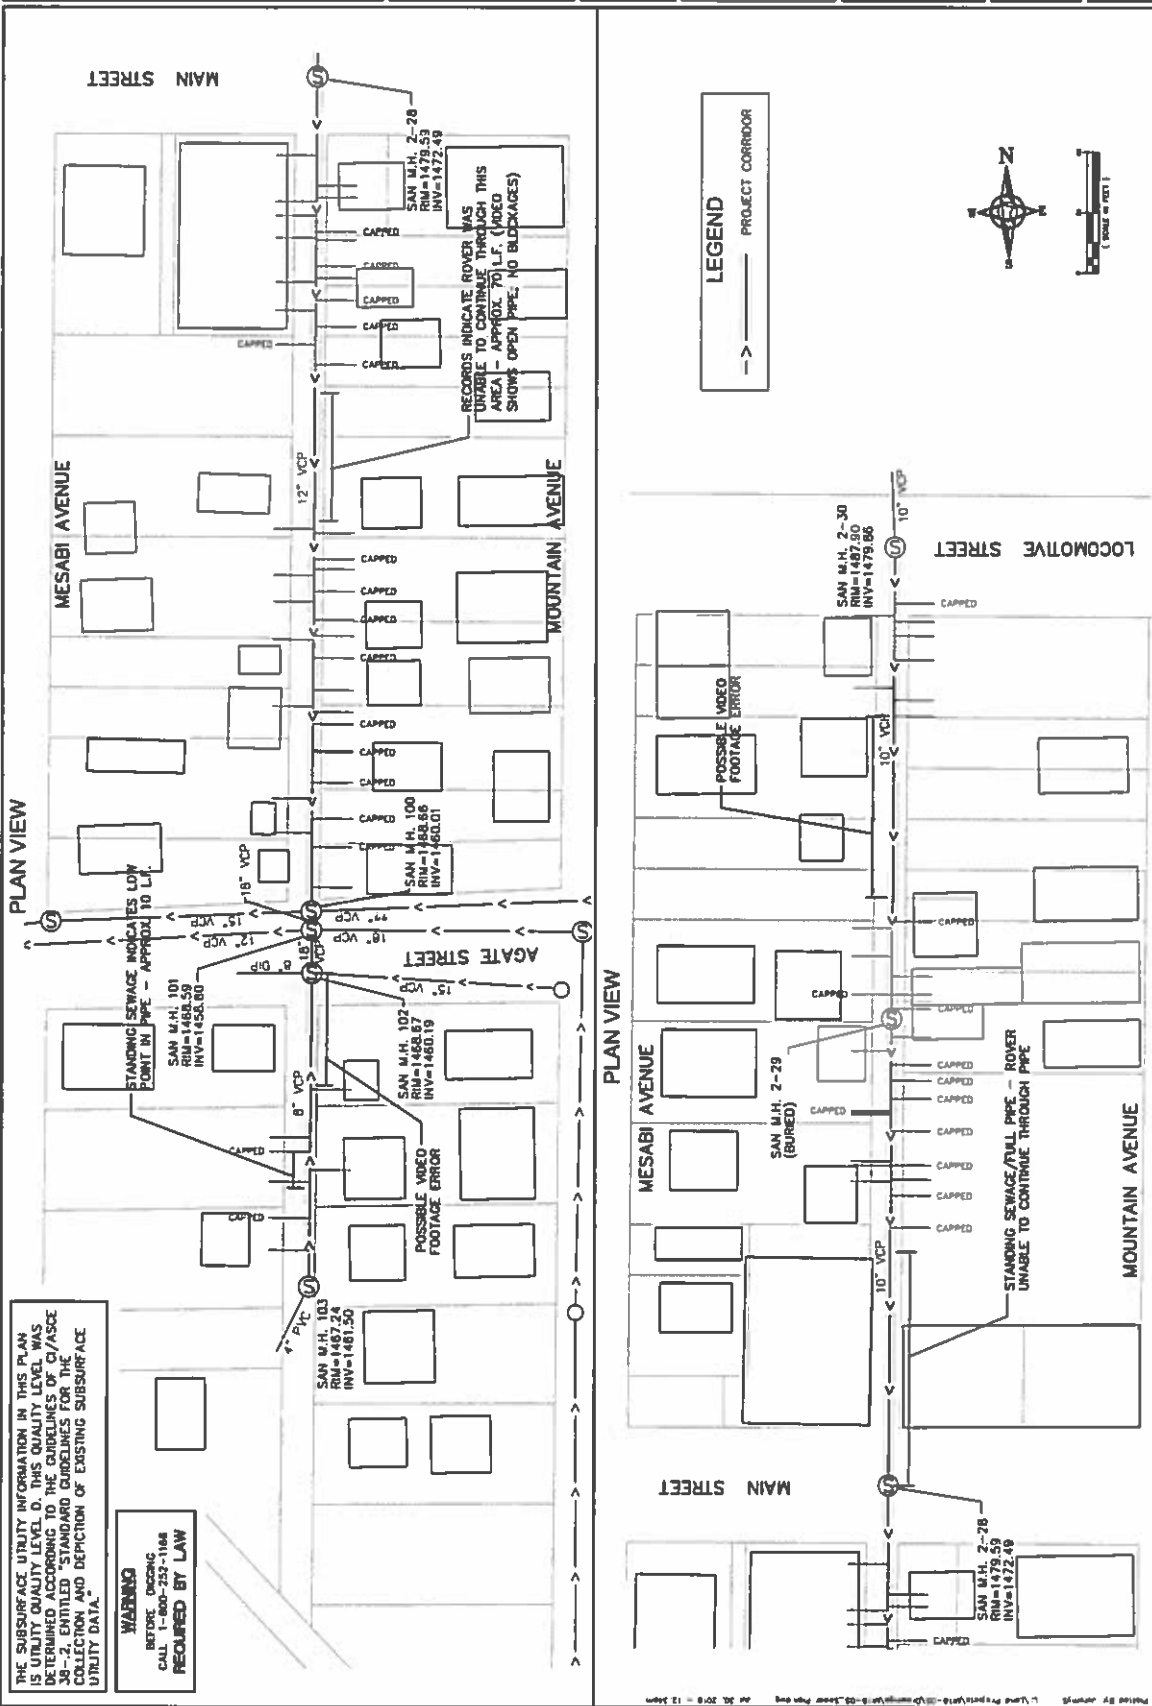 PLAN VIEW
THE SUBSURFACE UTILITY INFORMATION IN THIS PLAN
IS UTILITY QUALITY LEVEL D. THIS QUALITY LEVEL WAS
DETERMINED ACCORDING TO THE GUIDELINES OF CI/ASCE
38-.2, ENTITLED "STANDARD GUIDELINES FOR THE
COLLECTION AND DEPICTION OF EXISTING SUBSURFACE
UTILITY DATA."
WARNING
BEFORE DIGGING
CALL 1-800-252-1166
REQUIRED BY LAW
MESABI AVENUE
MAIN STREET
MOUNTAIN AVENUE
AGATE STREET
STANDING SEWAGE INDICATES LOW
POINT IN PIPE - APPROX. 10 L.F.
SAN M.H. 101
RIM=1468.59
INV=1458.80
SAN M.H. 103
RIM=1467.24
INV=1461.50
4" PVC
8" VCP
CAPPED
CAPPED
POSSIBLE VIDEO
FOOTAGE ERROR
SAN M.H. 102
RIM=1468.67
INV=1460.19
8" DIP
15" VCP
18" VCP
12" VCP
15" VCP
18" VCP
18" VCP
SAN M.H. 100
RIM=1468.66
INV=1460.01
CAPPED
CAPPED
CAPPED
CAPPED
CAPPED
CAPPED
CAPPED
CAPPED
CAPPED
12" VCP
RECORDS INDICATE ROVER WAS
UNABLE TO CONTINUE THROUGH THIS
AREA - APPROX. 70 L.F. (VIDEO
SHOWS OPEN PIPE, NO BLOCKAGES)
CAPPED
CAPPED
CAPPED
CAPPED
CAPPED
CAPPED
SAN M.H. 2-28
RIM=1479.59
INV=1472.49
PLAN VIEW
MESABI AVENUE
MAIN STREET
MOUNTAIN AVENUE
LOCOMOTIVE STREET
SAN M.H. 2-28
RIM=1479.59
INV=1472.49
CAPPED
10" VCP
STANDING SEWAGE/FULL PIPE - ROVER
UNABLE TO CONTINUE THROUGH PIPE
CAPPED
CAPPED
CAPPED
CAPPED
CAPPED
CAPPED
CAPPED
CAPPED
SAN M.H. 2-29
(BURIED)
CAPPED
CAPPED
CAPPED
POSSIBLE VIDEO
FOOTAGE ERROR
10" VCP
CAPPED
SAN M.H. 2-30
RIM=1487.90
INV=1479.86
10" VCP
LEGEND
PROJECT CORRIDOR
N
W
E